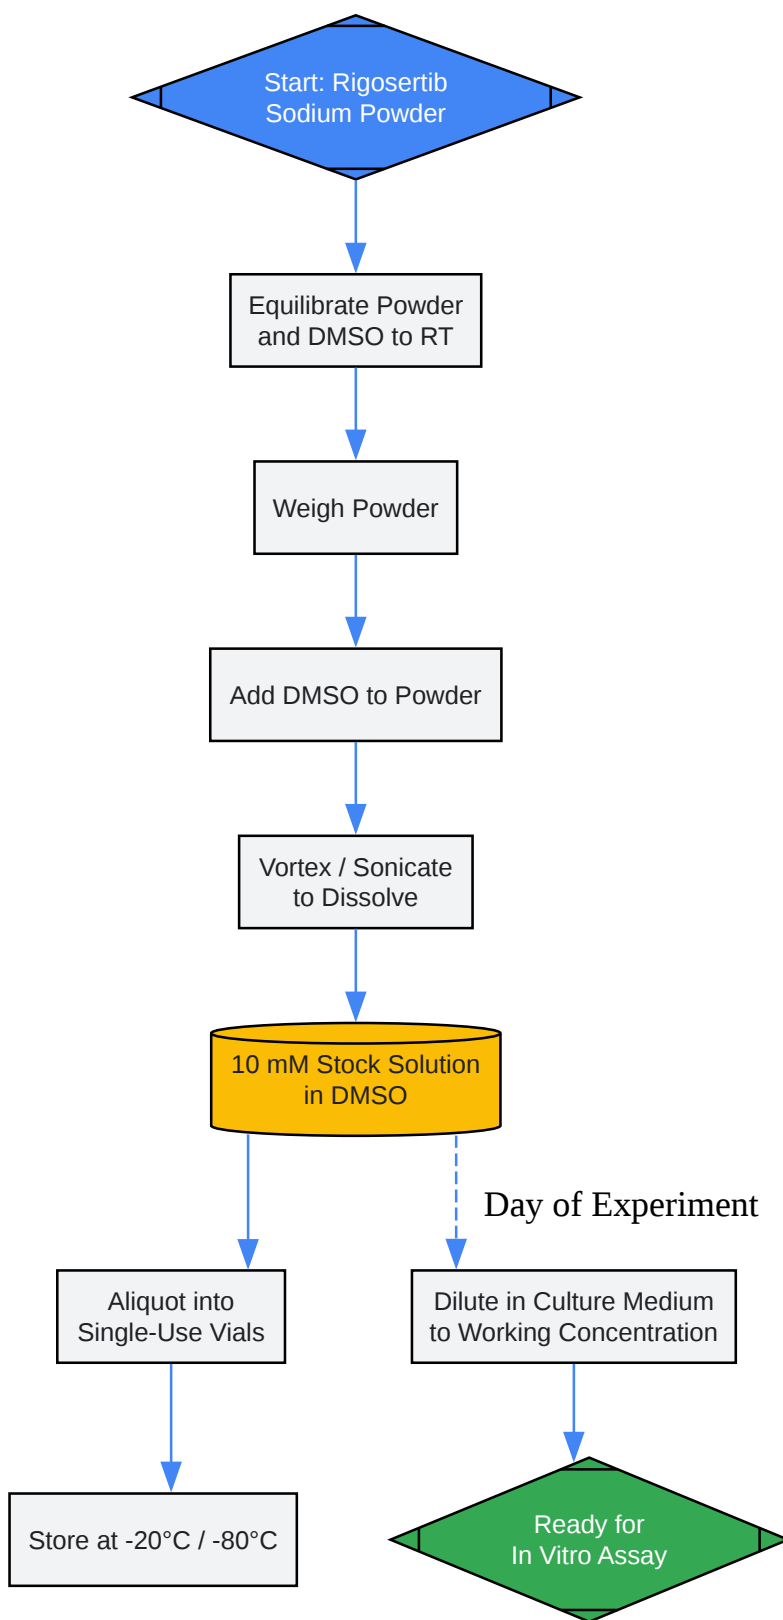 Start: Rigosertib
Sodium Powder
Equilibrate Powder
and DMSO to RT
Weigh Powder
Add DMSO to Powder
Vortex / Sonicate
to Dissolve
10 mM Stock Solution
in DMSO
Day of Experiment
Aliquot into
Single-Use Vials
Dilute in Culture Medium
to Working Concentration
Store at -20°C / -80°C
Ready for
In Vitro Assay